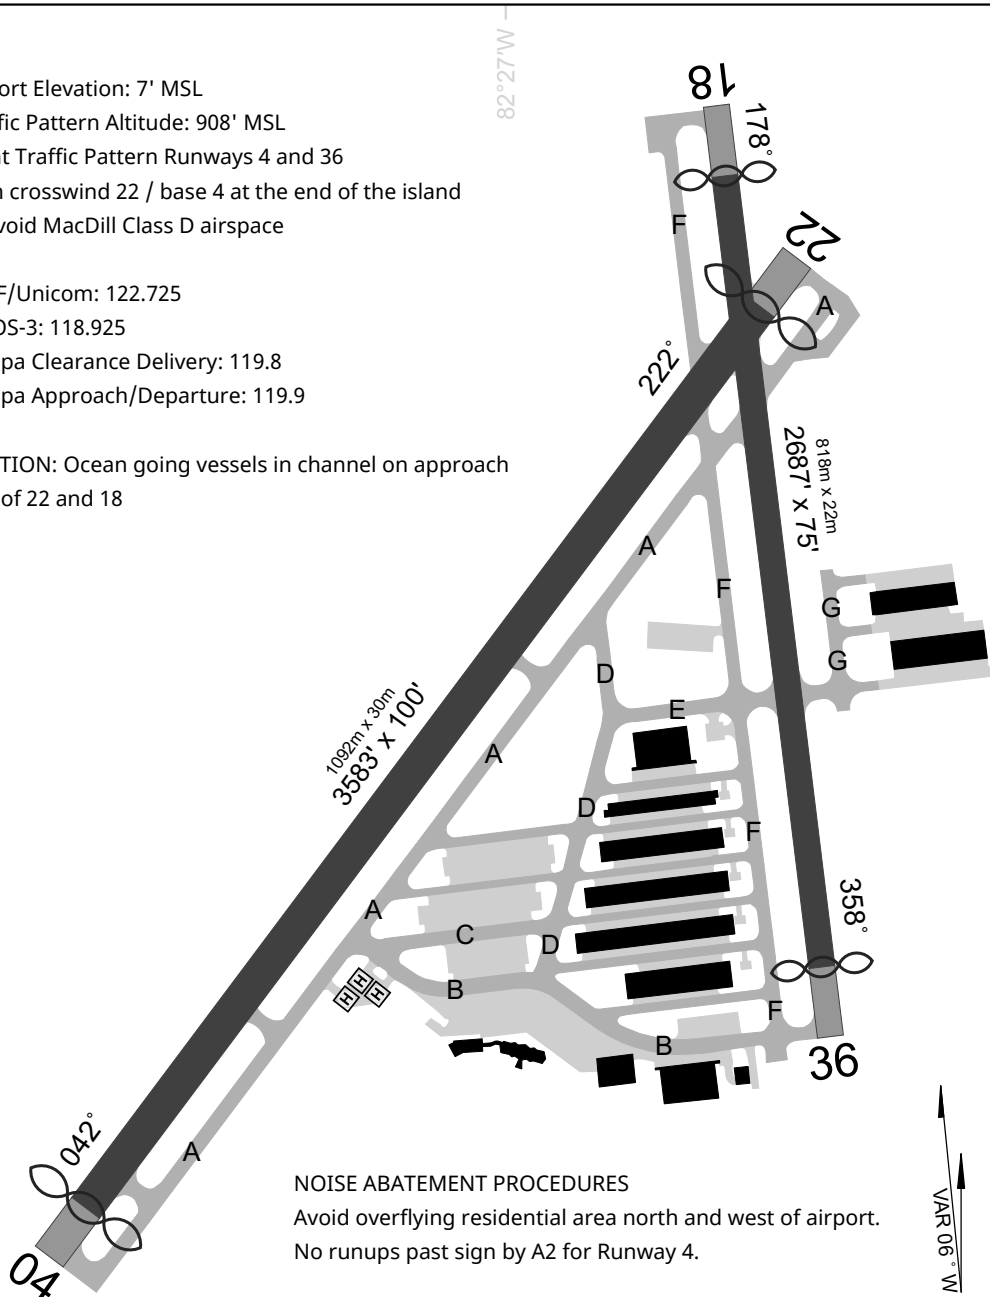 82°27'W
ort Elevation: 7' MSL
fic Pattern Altitude: 908' MSL
t Traffic Pattern Runways 4 and 36
n crosswind 22 / base 4 at the end of the island
void MacDill Class D airspace
F/Unicom: 122.725
OS-3: 118.925
pa Clearance Delivery: 119.8
pa Approach/Departure: 119.9
TION: Ocean going vessels in channel on approach
of 22 and 18
18
178°
F
22
A
222°
818m x 22m
2687' x 75'
A
F
G
G
D
E
1092m x 30m
3583' x 100'
A
D
F
358°
A
C
D
B
H
H
H
F
B
36
042°
A
04
NOISE ABATEMENT PROCEDURES
Avoid overflying residential area north and west of airport.
No runups past sign by A2 for Runway 4.
VAR 06° W